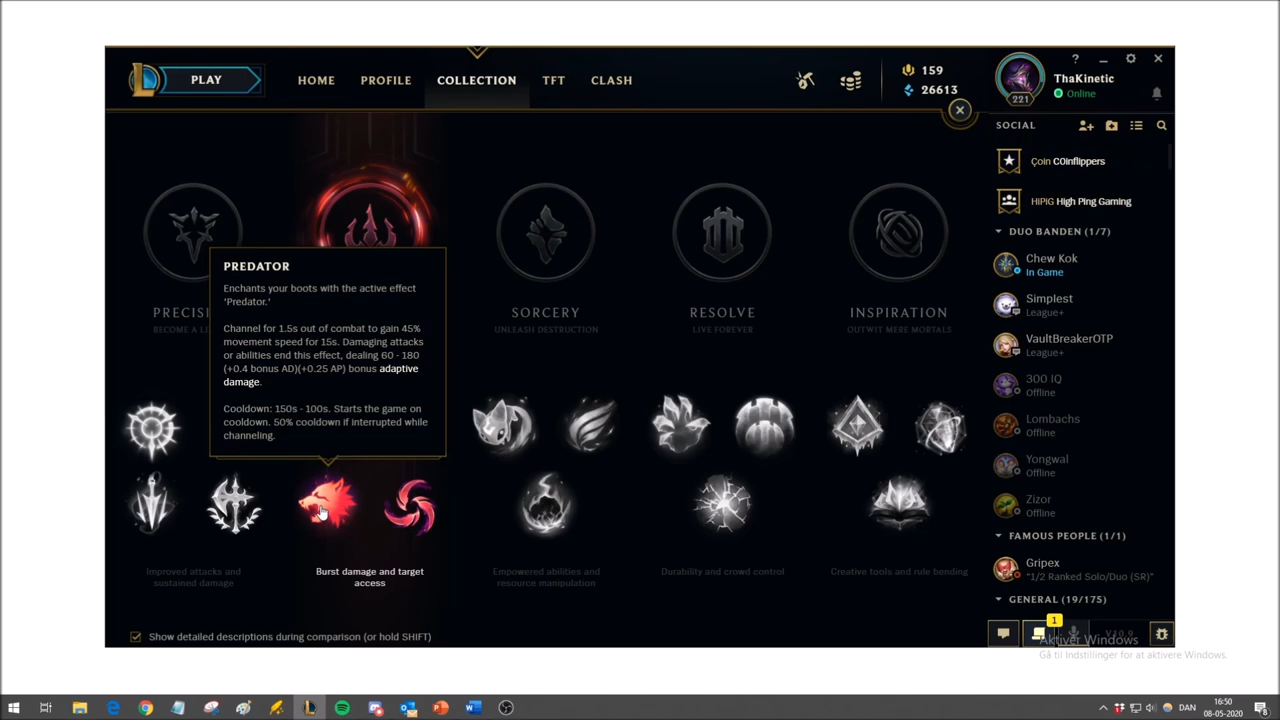 PLAY
HOME
PROFILE
COLLECTION
TFT
CLASH
159
26613
?
221
ThaKinetic
Online
SOCIAL
Çoin C0inflippers
HiPiG High Ping Gaming
DUO BANDEN (1/7)
Chew Kok
In Game
Simplest
League+
VaultBreakerOTP
League+
300 IQ
Offline
Lombachs
Offline
Yongwal
Offline
Zizor
Offline
FAMOUS PEOPLE (1/1)
Gripex
"1/2 Ranked Solo/Duo (SR)"
GENERAL (19/175)
1
V10.9
PREDATOR
Enchants your boots with the active effect
'Predator.'
Channel for 1.5s out of combat to gain 45%
movement speed for 15s. Damaging attacks
or abilities end this effect, dealing 60 - 180
(+0.4 bonus AD)(+0.25 AP) bonus adaptive
damage.
Cooldown: 150s - 100s. Starts the game on
cooldown. 50% cooldown if interrupted while
channeling.
PRECIS
BECOME A L
SORCERY
UNLEASH DESTRUCTION
RESOLVE
LIVE FOREVER
INSPIRATION
OUTWIT MERE MORTALS
Improved attacks and
sustained damage
Burst damage and target
access
Empowered abilities and
resource manipulation
Durability and crowd control
Creative tools and rule bending
Show detailed descriptions during comparison (or hold SHIFT)
Aktiver Windows
Gå til Indstillinger for at aktivere Windows.
DAN
16:50
08-05-2020
8